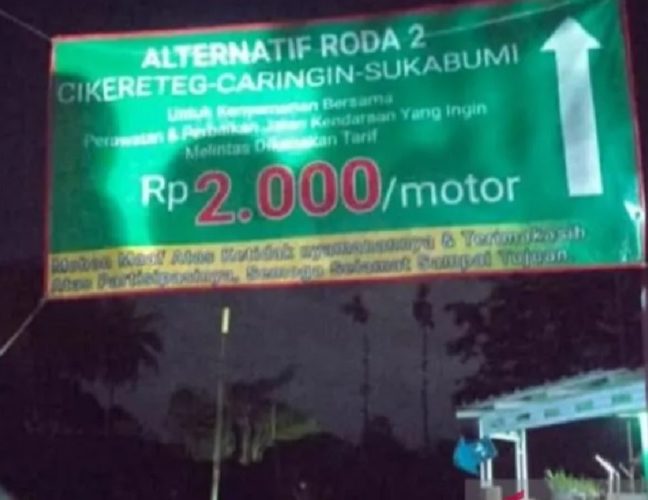 ALTERNATIF RODA 2
CIKERETEG-CARINGIN-SUKABUMI
Untuk Kenyamanan Bersama
Perawatan & Perbaikan Jalan Kendaraan Yang Ingin
Melintas Dikenakan Tarif
Rp 2.000/motor
Mohon Maaf Atas Ketidak nyamanannya & Terimakasih
Atas Partisipasinya, Semoga Selamat Sampai Tujuan